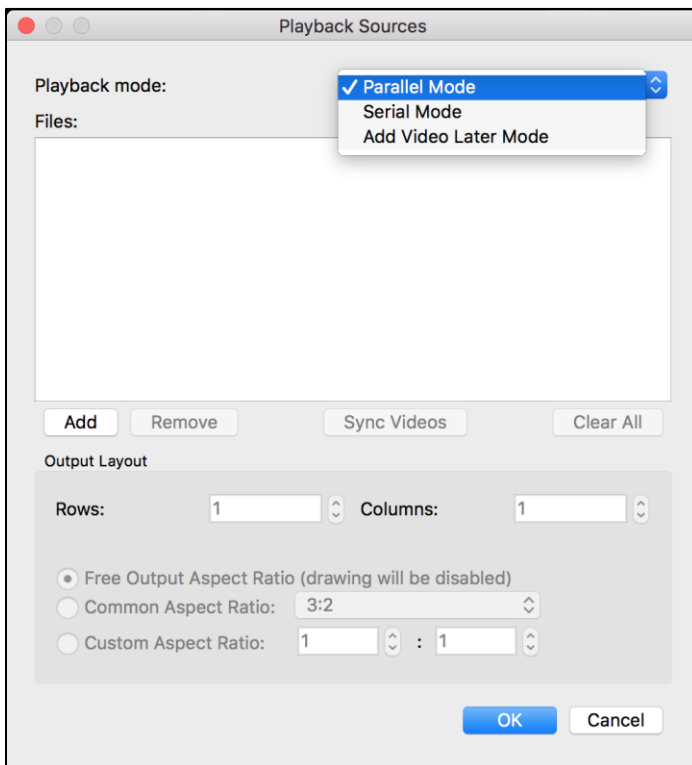 Playback Sources
Playback mode:
✓ Parallel Mode
Serial Mode
Add Video Later Mode
Files:
Add Remove Sync Videos Clear All
Output Layout
Rows: 1 Columns: 1
Free Output Aspect Ratio (drawing will be disabled)
Common Aspect Ratio: 3:2
Custom Aspect Ratio: 1 : 1
OK Cancel